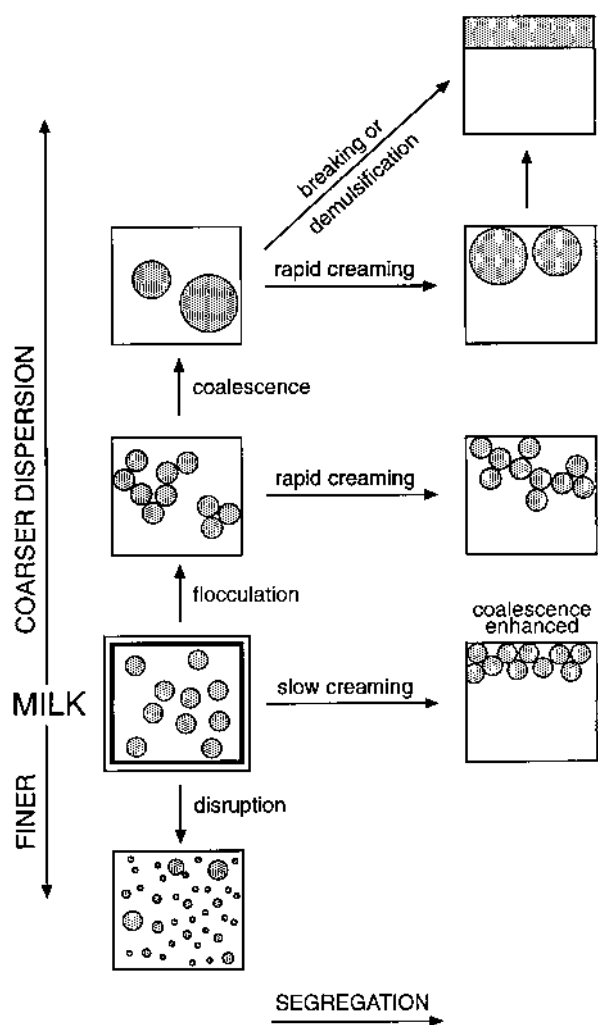 breaking or
demulsification
rapid creaming
coalescence
rapid creaming
flocculation
coalescence
enhanced
slow creaming
disruption
COARSER DISPERSION
MILK
FINER
SEGREGATION